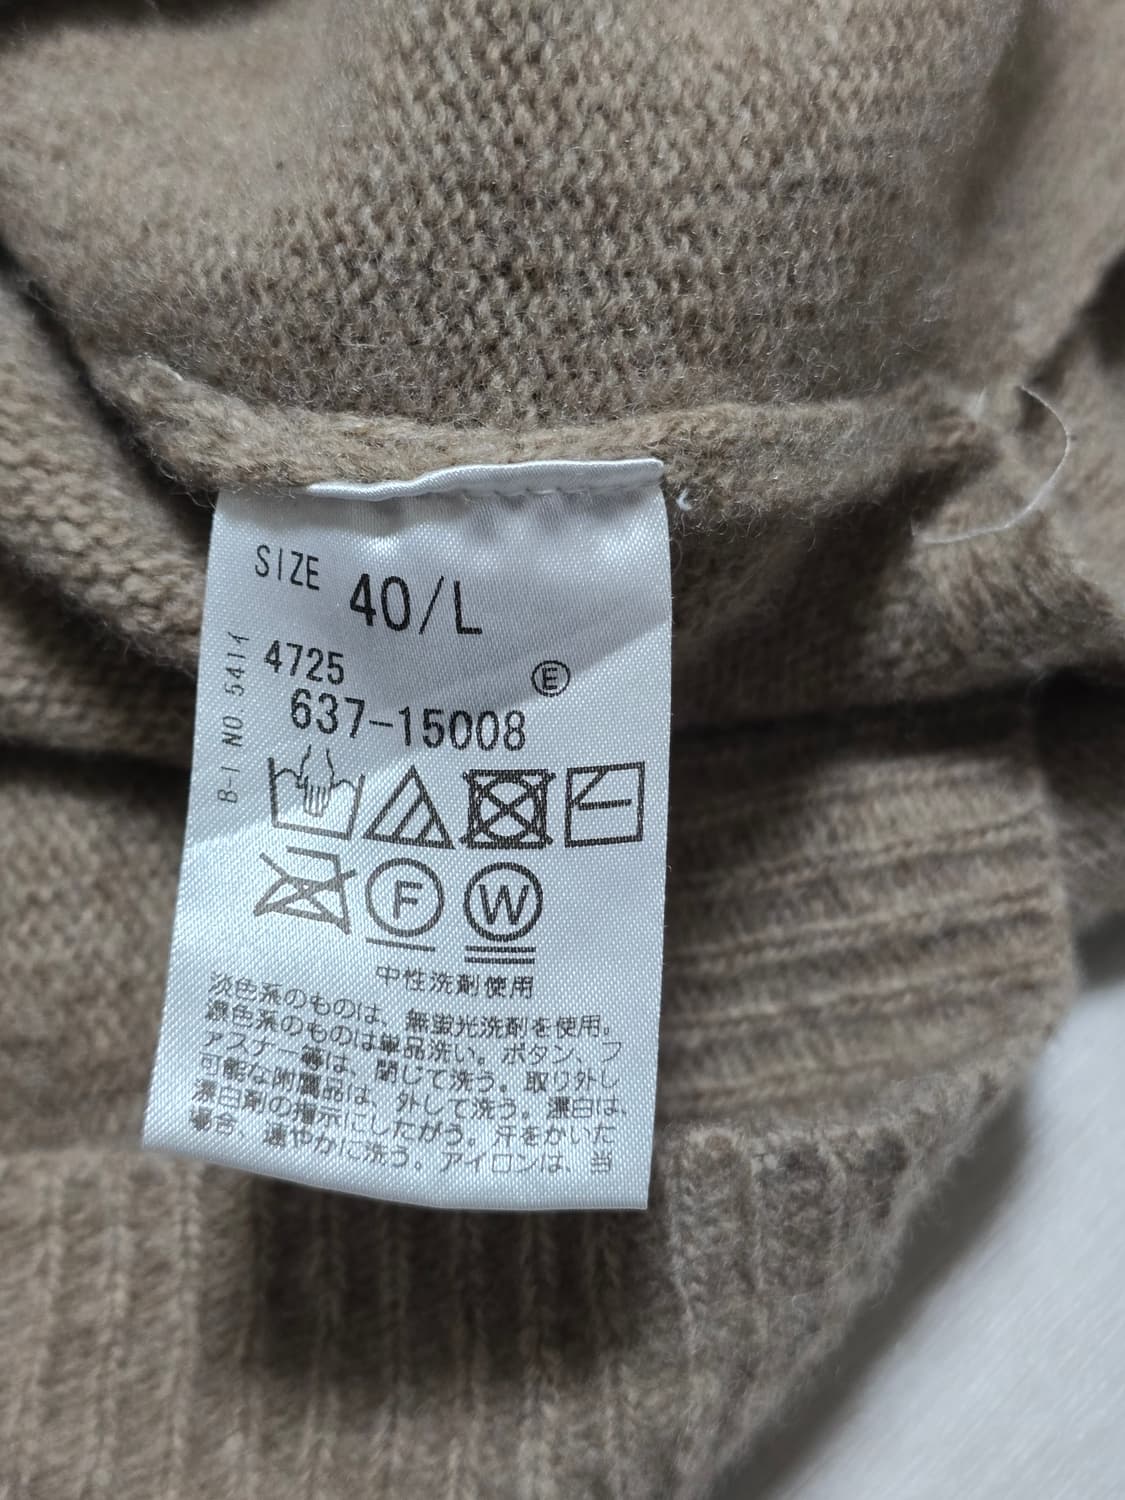 SIZE 40/L
4725
Ⓔ
637-15008
B-I NO.5411
F
W
中性洗剤使用
淡色系のものは、無蛍光洗剤を使用。
濃色系のものは単品洗い。ボタン、フ
ァスナー等は、閉じて洗う。取り外し
可能な附属品は、外して洗う。漂白は、
漂白剤の指示にしたがう。汗をかいた
場合、速やかに洗う。アイロンは、当